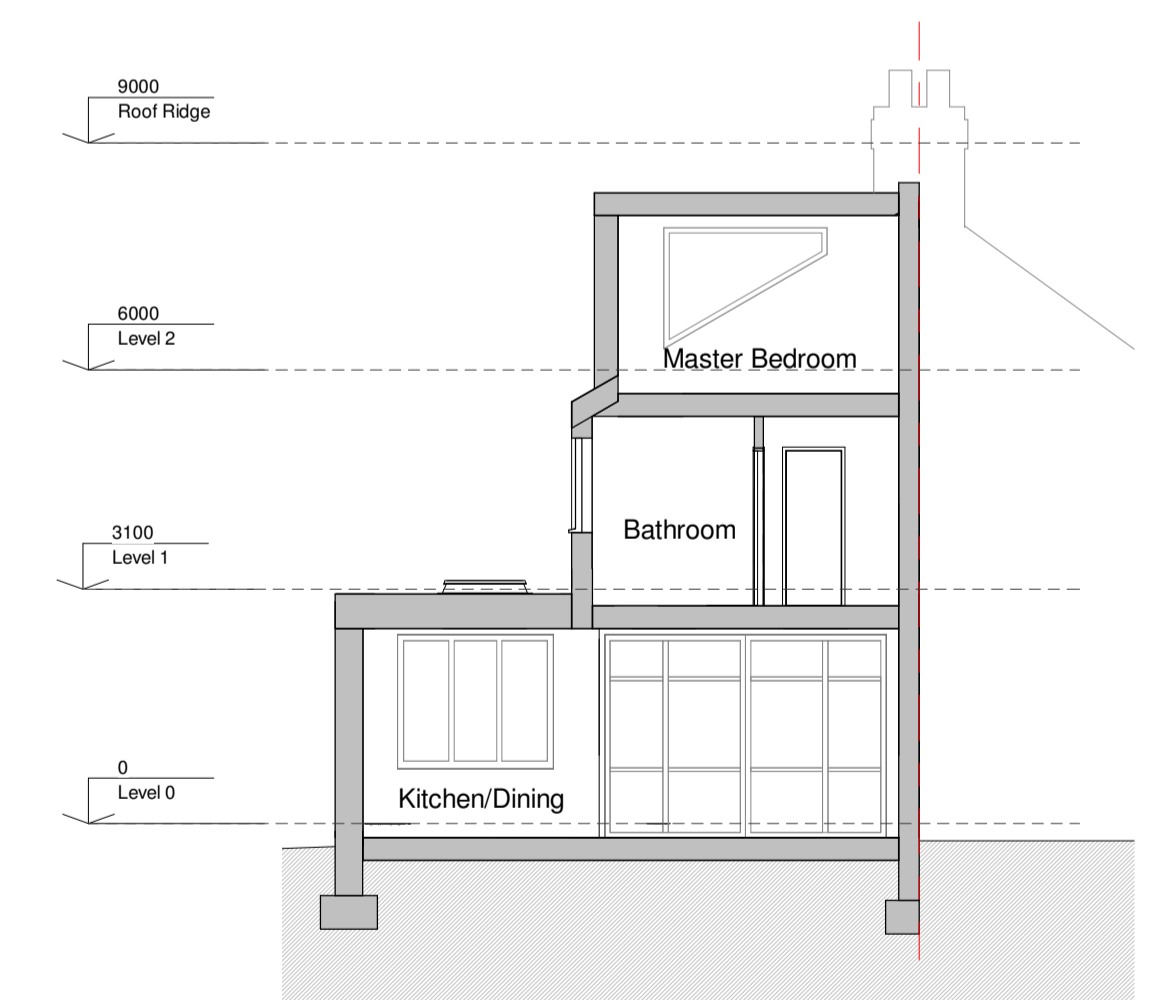 9000
Roof Ridge
6000
Level 2
Master Bedroom
Bathroom
3100
Level 1
0
Level 0
Kitchen/Dining